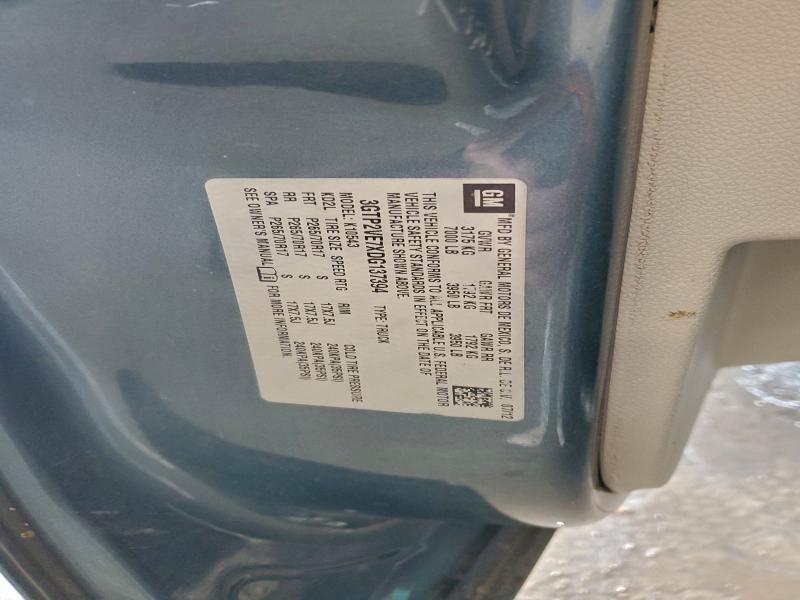 GM
MFD BY GENERAL MOTORS DE MEXICO, S. DE R.L. DE C.V. 07/12
GVWR GAWR FRT GAWR RR
3175 KG 1792 KG 1792 KG
7000 LB 3950 LB 3950 LB
THIS VEHICLE CONFORMS TO ALL APPLICABLE U.S. FEDERAL MOTOR
VEHICLE SAFETY STANDARDS IN EFFECT ON THE DATE OF
MANUFACTURE SHOWN ABOVE.
3GTP2VE7XDG137394 TYPE: TRUCK
MODEL: K10543
KD2L TIRE SIZE SPEED RTG RIM COLD TIRE PRESSURE
FRT P265/70R17 S 17X7.5J 240KPA(35PSI)
RR P265/70R17 S 17X7.5J 240KPA(35PSI)
SPA P265/70R17 S 17X7.5J 240KPA(35PSI)
SEE OWNER'S MANUAL FOR MORE INFORMATION.